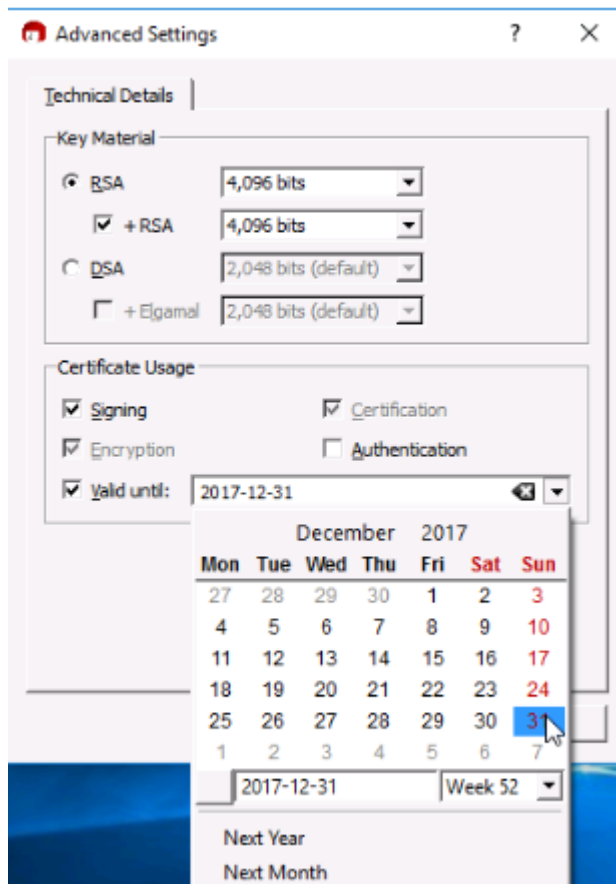 Advanced Settings ?
Technical Details
Key Material
RSA 4,096 bits
+ RSA 4,096 bits
DSA 2,048 bits (default)
+ Elgamal 2,048 bits (default)
Certificate Usage
Signing Certification
Encryption Authentication
Valid until: 2017-12-31
December 2017
Mon Tue Wed Thu Fri Sat Sun
27 28 29 30 1 2 3
4 5 6 7 8 9 10
11 12 13 14 15 16 17
18 19 20 21 22 23 24
25 26 27 28 29 30 31
1 2 3 4 5 6 7
2017-12-31 Week 52
Next Year
Next Month